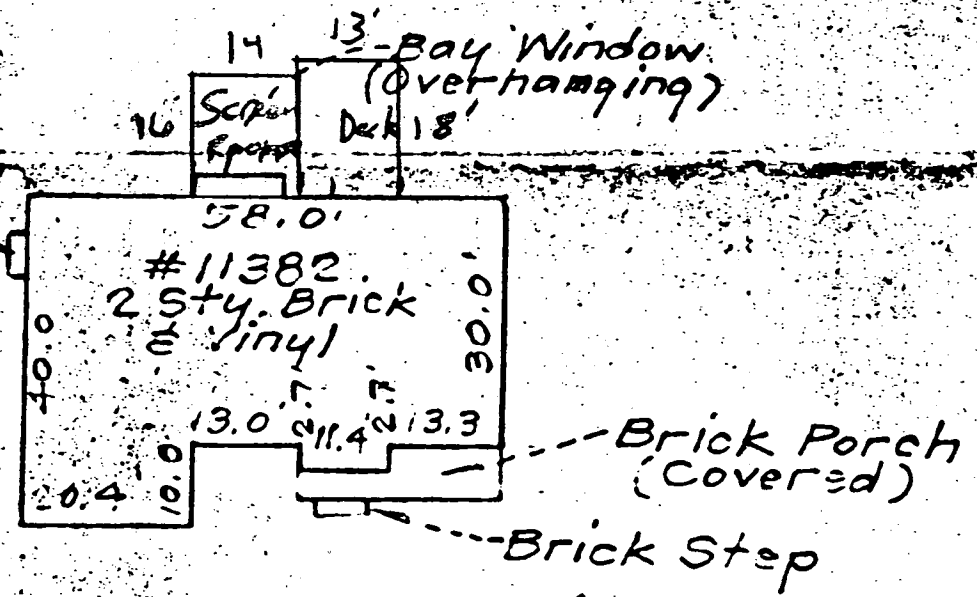 14
13'
Bay Window
(Overhanging)
16
Screen
Room
Deck 18'
58.0'
#11382
2 Sty. Brick
& Vinyl
40.0
30.0'
13.0
2.7'
11.4'
2.7'
13.3
20.4
10.0
Brick Porch
(Covered)
Brick Step